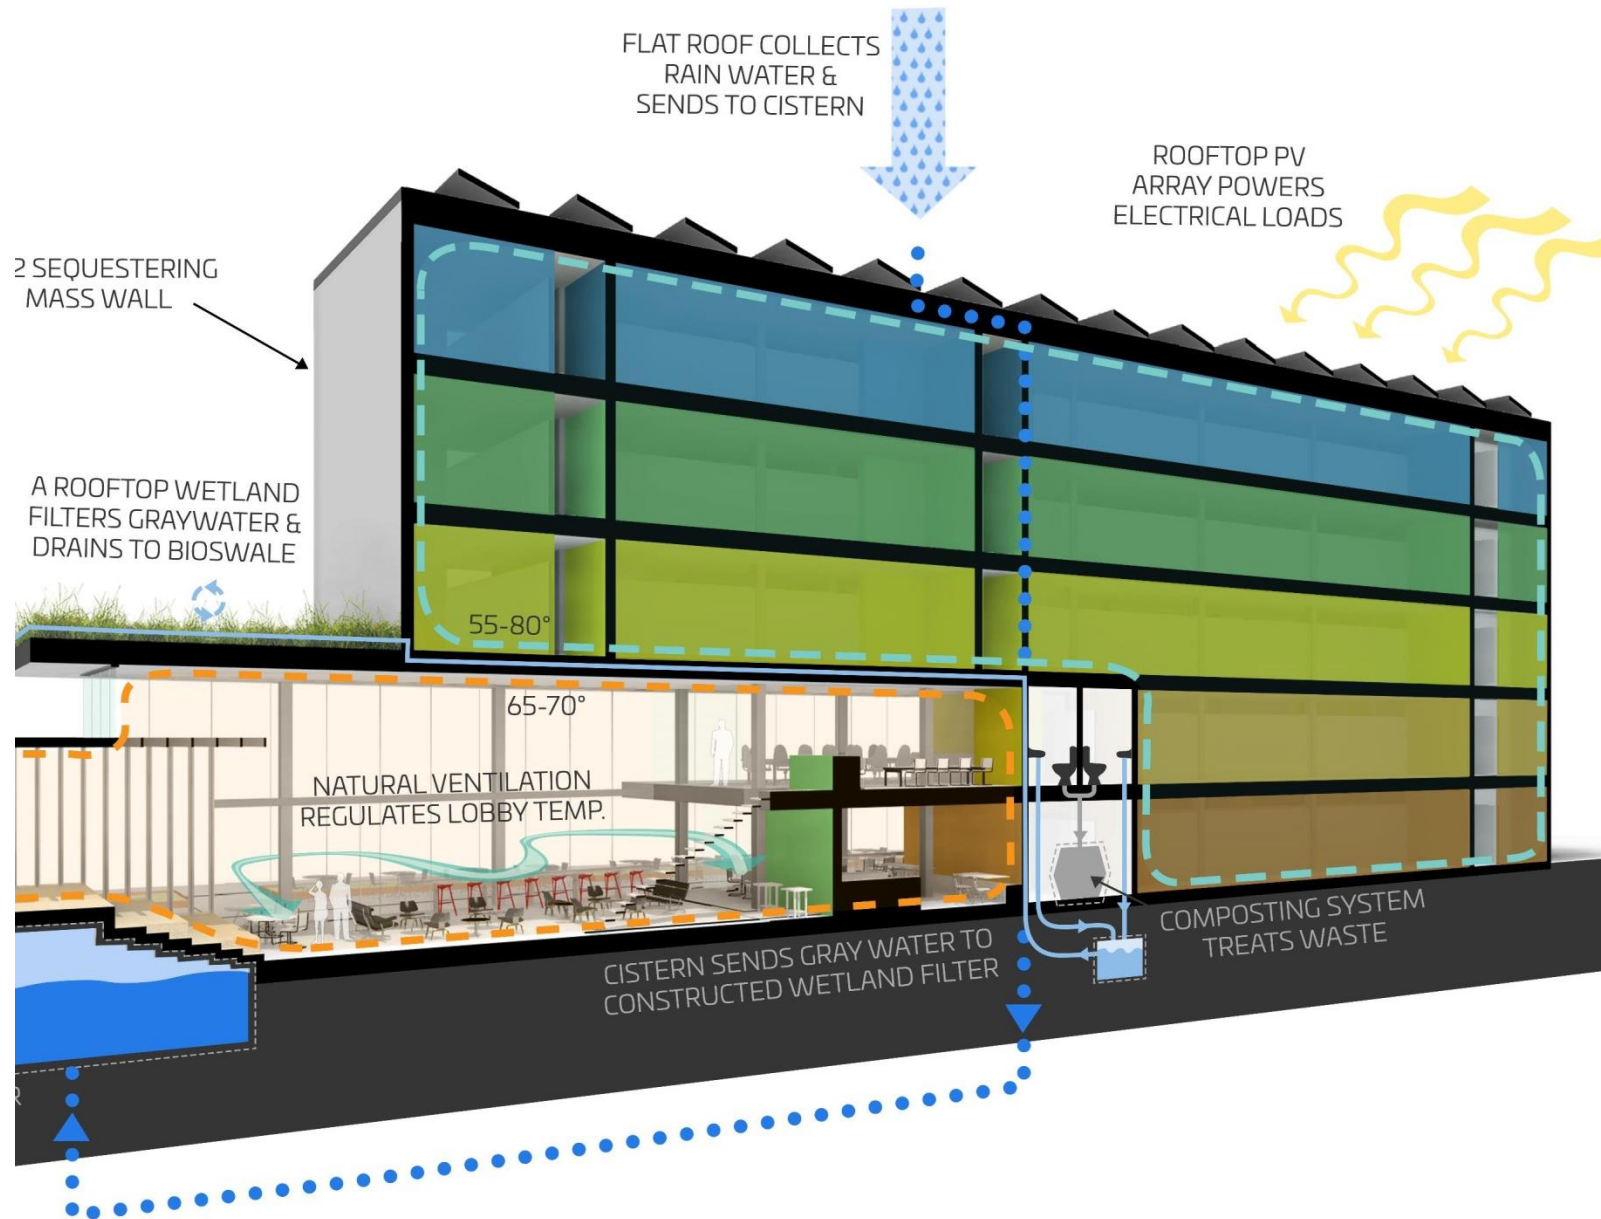 FLAT ROOF COLLECTS
RAIN WATER &
SENDS TO CISTERN
ROOFTOP PV
ARRAY POWERS
ELECTRICAL LOADS
2 SEQUESTERING
MASS WALL
A ROOFTOP WETLAND
FILTERS GRAYWATER &
DRAINS TO BIOSWALE
55-80°
65-70°
NATURAL VENTILATION
REGULATES LOBBY TEMP.
COMPOSTING SYSTEM
TREATS WASTE
CISTERN SENDS GRAY WATER TO
CONSTRUCTED WETLAND FILTER
R